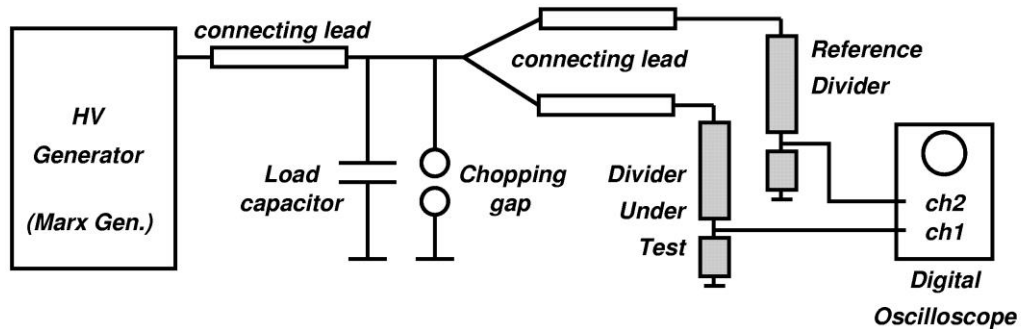 connecting lead
HV
Generator
(Marx Gen.)
Load
capacitor
Chopping
gap
connecting lead
Reference
Divider
Divider
Under
Test
ch2
ch1
Digital
Oscilloscope